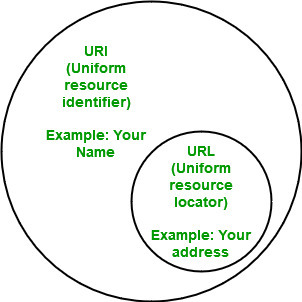 URI
(Uniform
resource
identifier)
Example: Your
Name
URL
(Uniform
resource
locator)
Example: Your
address